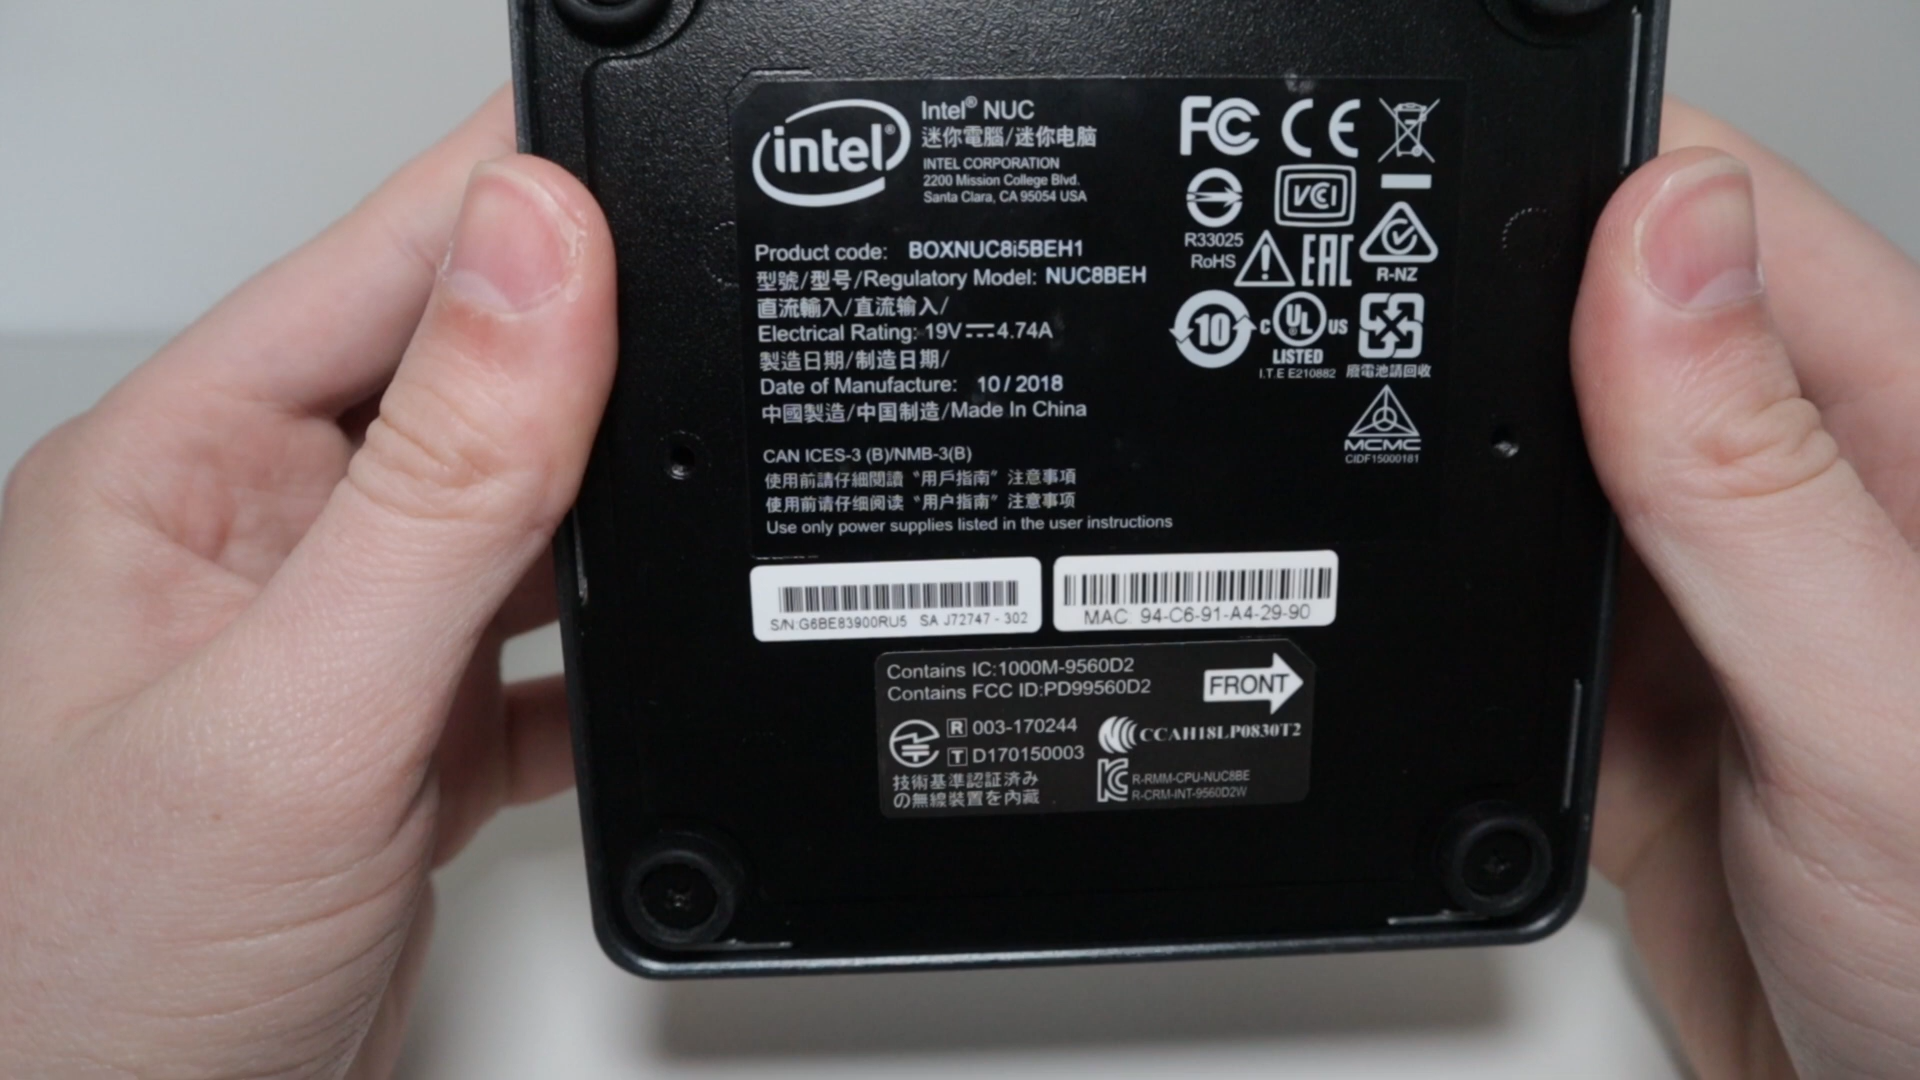 intel®
Intel® NUC
迷你電腦/迷你电脑
INTEL CORPORATION
2200 Mission College Blvd.
Santa Clara, CA 95054 USA
Product code: BOXNUC8i5BEH1
型號/型号/Regulatory Model: NUC8BEH
直流輸入/直流输入/
Electrical Rating: 19V⎓4.74A
製造日期/制造日期/
Date of Manufacture: 10 / 2018
中國製造/中国制造/Made In China
CAN ICES-3 (B)/NMB-3(B)
使用前請仔細閱讀“用戶指南”注意事項
使用前请仔细阅读“用户指南”注意事项
Use only power supplies listed in the user instructions
FC CE
VCI
R33025
RoHS
EAC
R-NZ
10
c UL US
LISTED
I.T.E E210882
廢電池請回收
MCMC
CIDF15000181
S/N:G6BE83900RU5 SA J72747 - 302
MAC: 94-C6-91-A4-29-90
Contains IC:1000M-9560D2
Contains FCC ID:PD99560D2
FRONT
R 003-170244
T D170150003
技術基準認証済み
の無線装置を内蔵
CCAH18LP0830T2
R-RMM-CPU-NUC8BE
R-CRM-INT-9560D2W